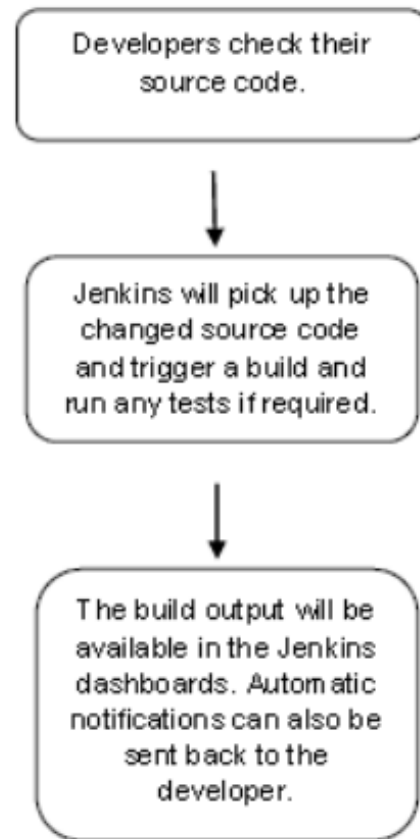 Developers check their
source code.
Jenkins will pick up the
changed source code
and trigger a build and
run any tests if required.
The build output will be
available in the Jenkins
dashboards. Automatic
notifications can also be
sent back to the
developer.